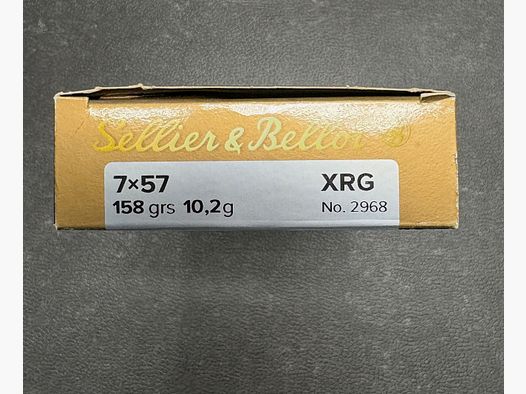 Sellier & Bellot
7×57 XRG
158 grs 10,2g No. 2968